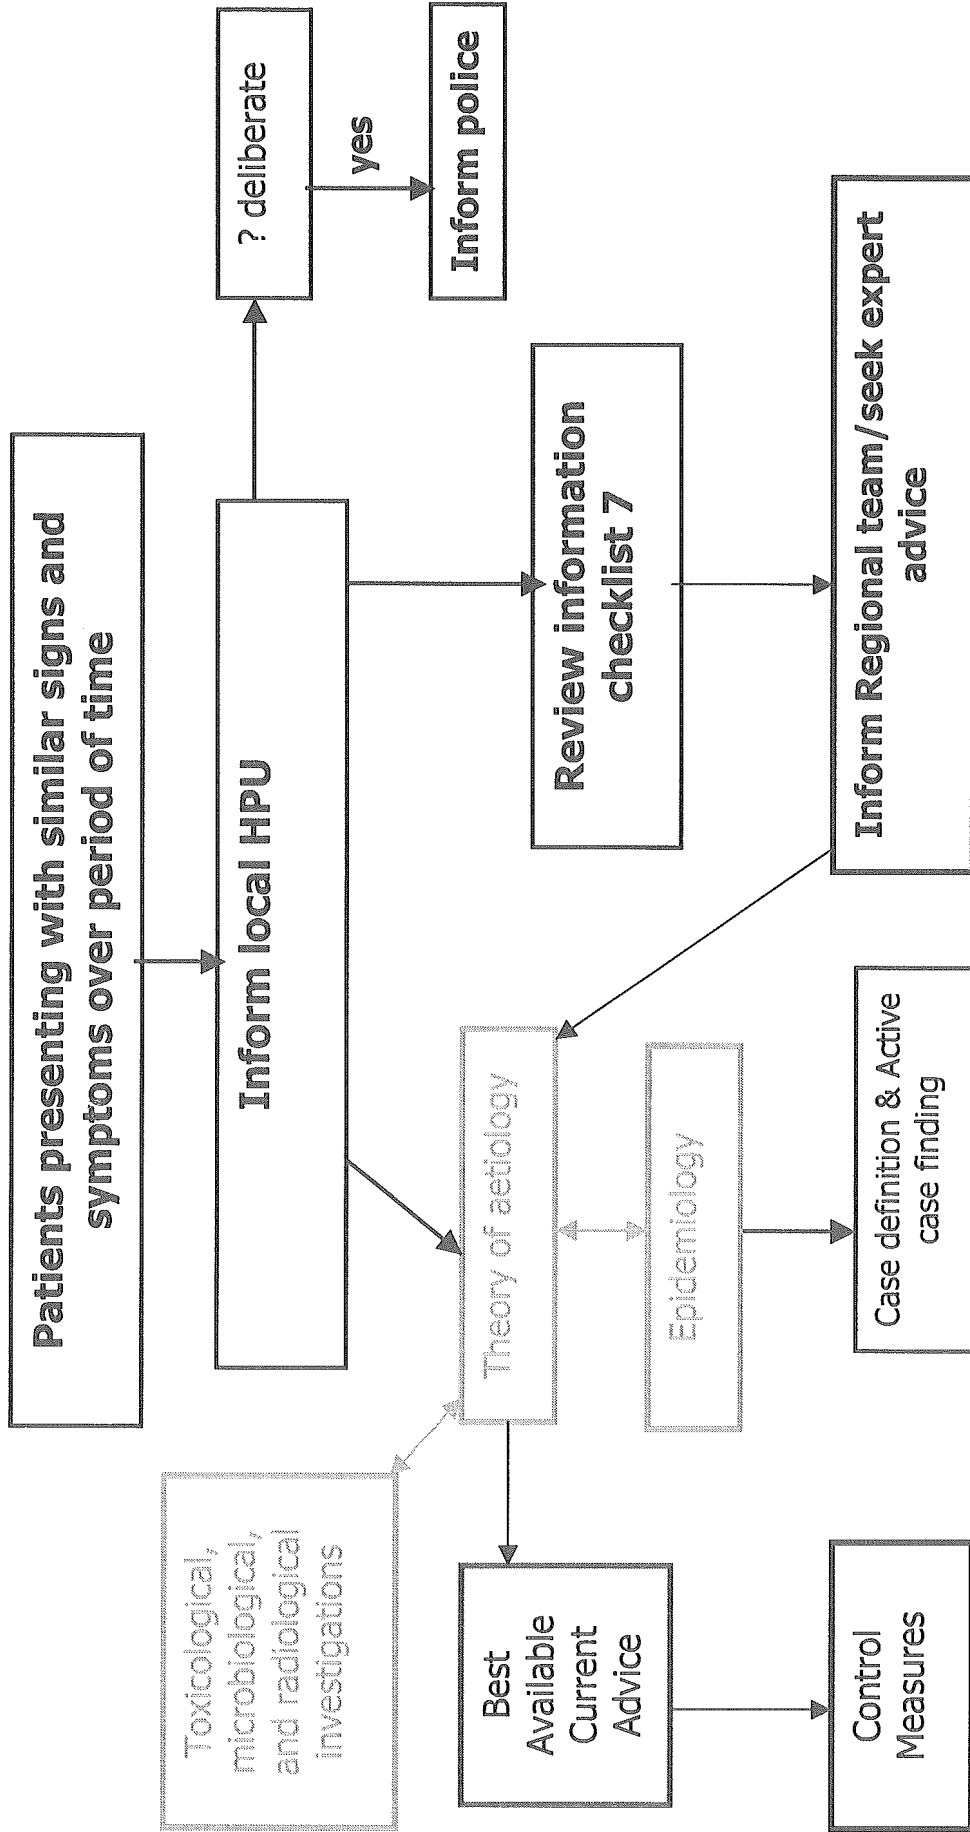 Patients presenting with similar signs and
symptoms over period of time
Toxicological,
microbiological,
and radiological
investigations
Inform local HPU
? deliberate
yes
Inform police
Theory of aetiology
Best
Available
Current
Advice
Review information
checklist 7
Epidemiology
Control
Measures
Case definition & Active
case finding
Inform Regional team/seek expert
advice